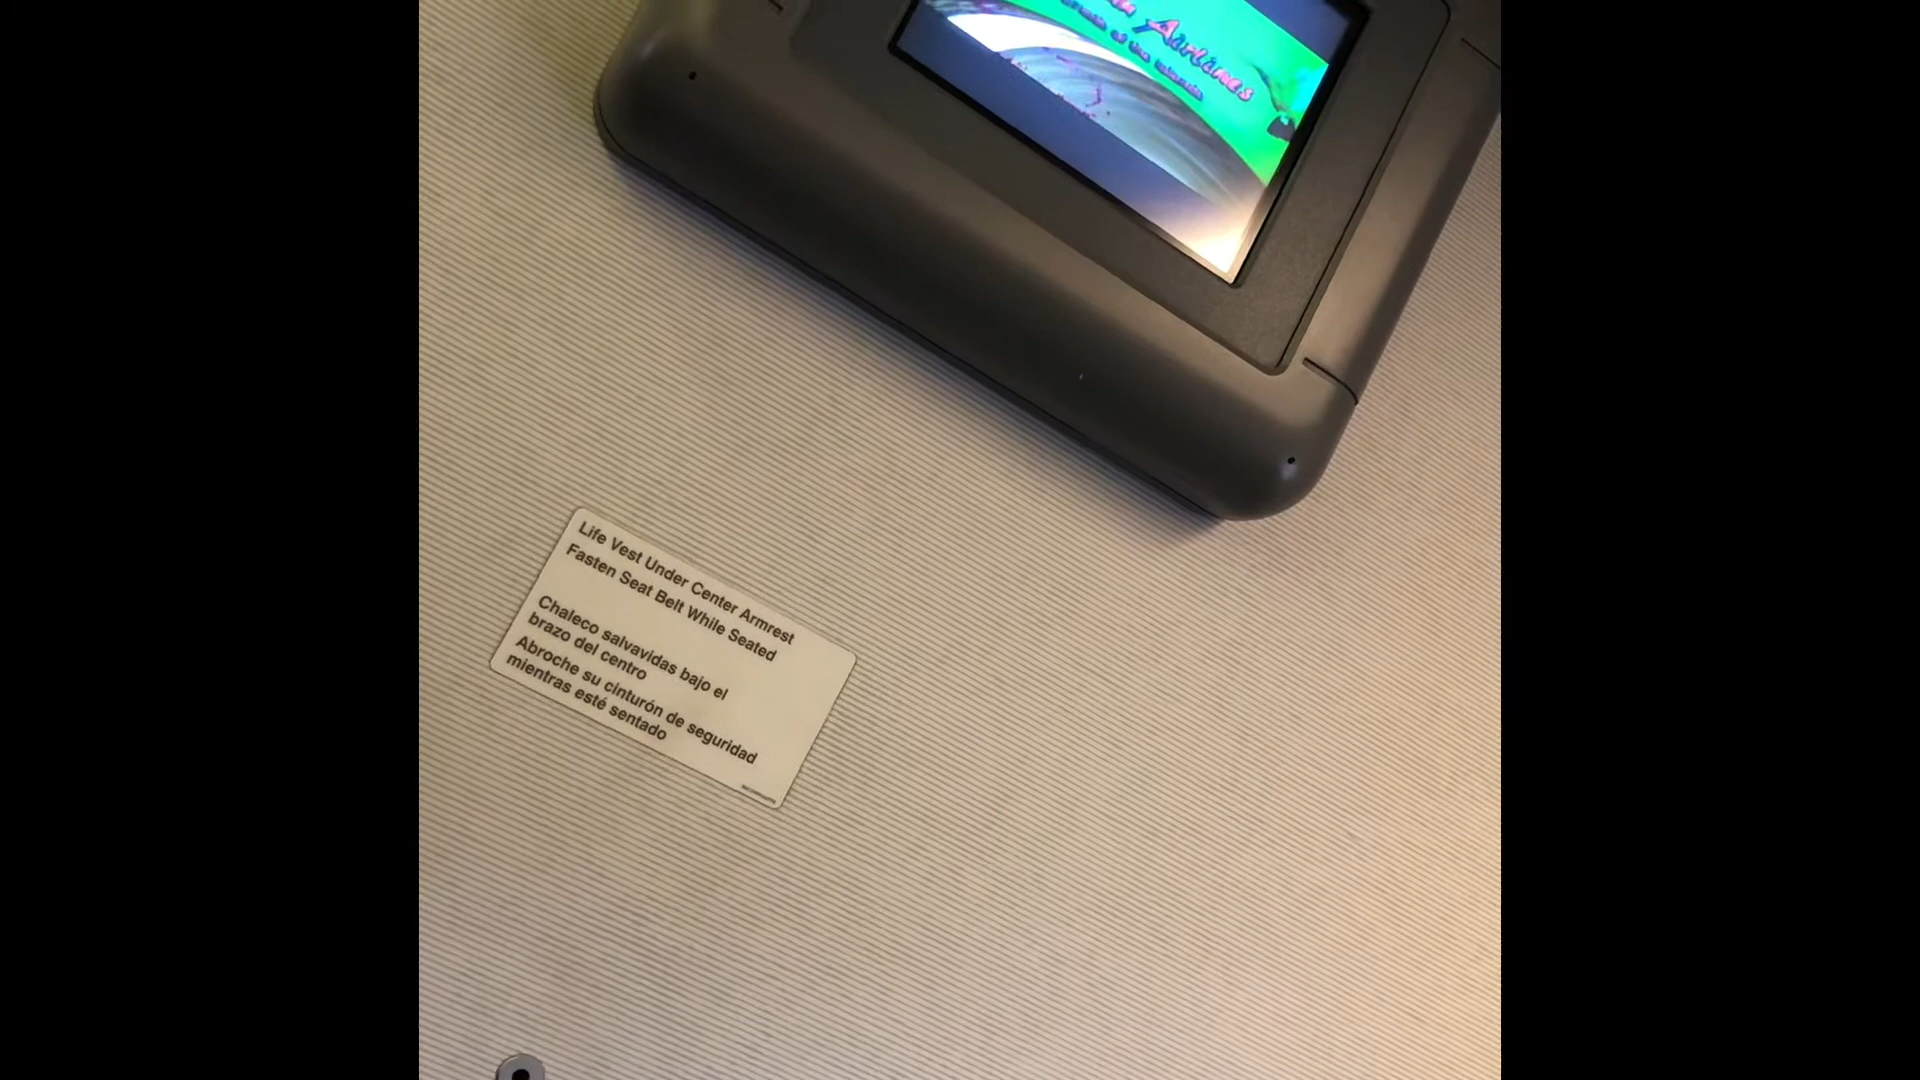 Airlines
Life Vest Under Center Armrest
Fasten Seat Belt While Seated
Chaleco salvavidas bajo el
brazo del centro
Abroche su cinturón de seguridad
mientras esté sentado